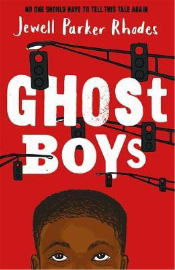 NO ONE SHOULD HAVE TO TELL THIS TALE AGAIN
Jewell Parker Rhodes
GHOST
BOYS